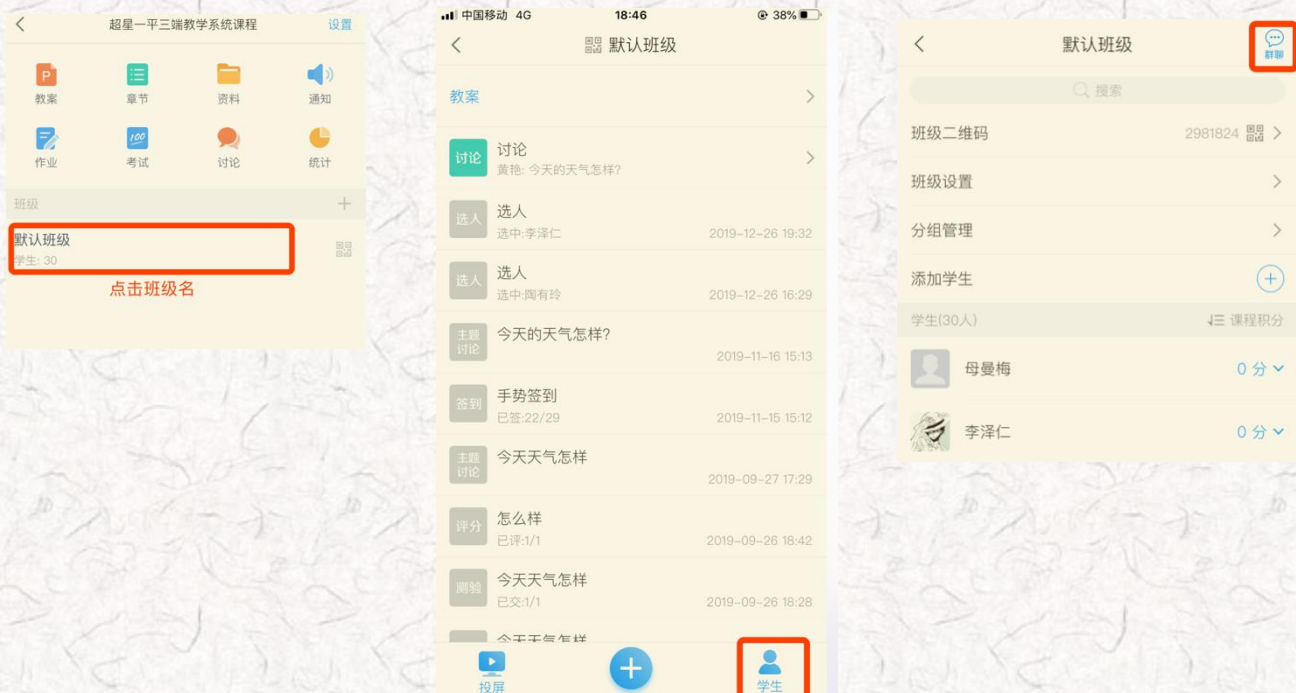 超星一平三端教学系统课程
设置
教案
章节
资料
通知
作业
100
考试
讨论
统计
班级
默认班级
学生: 30
点击班级名
中国移动 4G
18:46
38%
默认班级
教案
讨论
讨论
黄艳: 今天的天气怎样?
选人
选人
选中:李泽仁
2019-12-26 19:32
选人
选人
选中:陶有玲
2019-12-26 16:29
主题
讨论
今天的天气怎样?
2019-11-16 15:13
签到
手势签到
已签:22/29
2019-11-15 15:12
主题
讨论
今天天气怎样
2019-09-27 17:29
评分
怎么样
已评:1/1
2019-09-26 18:42
测验
今天天气怎样
已交:1/1
2019-09-26 18:28
今天天气怎样
投屏
学生
默认班级
群聊
搜索
班级二维码
2981824
班级设置
分组管理
添加学生
学生(30人)
课程积分
母曼梅
0 分
李泽仁
0 分